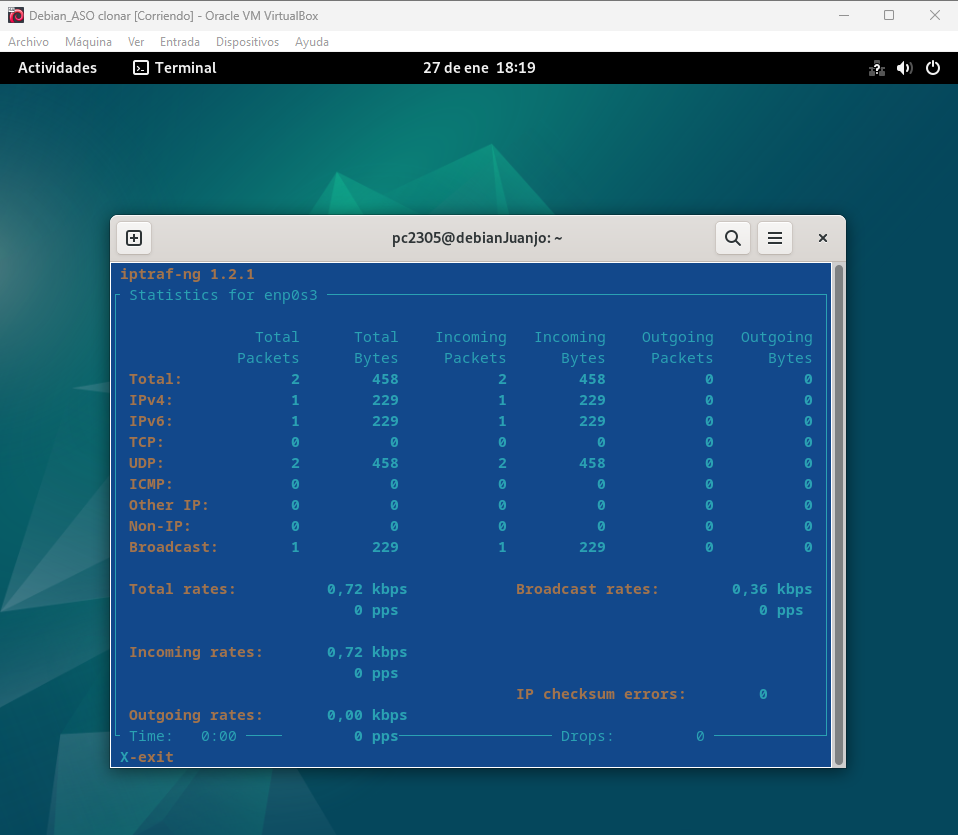 Debian_ASO clonar [Corriendo] - Oracle VM VirtualBox
Archivo Máquina Ver Entrada Dispositivos Ayuda
Actividades Terminal 27 de ene 18:19
pc2305@debianJuanjo: ~
iptraf-ng 1.2.1
Statistics for enp0s3
Total Total Incoming Incoming Outgoing Outgoing
Packets Bytes Packets Bytes Packets Bytes
Total: 2 458 2 458 0 0
IPv4: 1 229 1 229 0 0
IPv6: 1 229 1 229 0 0
TCP: 0 0 0 0 0 0
UDP: 2 458 2 458 0 0
ICMP: 0 0 0 0 0 0
Other IP: 0 0 0 0 0 0
Non-IP: 0 0 0 0 0 0
Broadcast: 1 229 1 229 0 0
Total rates: 0,72 kbps Broadcast rates: 0,36 kbps
0 pps 0 pps
Incoming rates: 0,72 kbps
0 pps
IP checksum errors: 0
Outgoing rates: 0,00 kbps
Time: 0:00 0 pps Drops: 0
X-exit